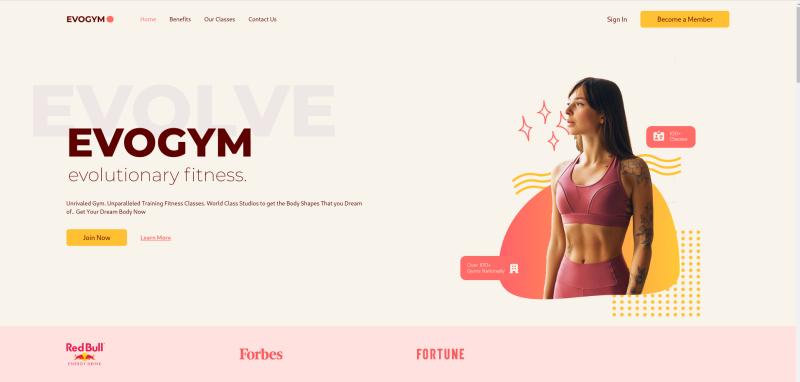 EVOGYM
Home Benefits Our Classes Contact Us
Sign In Become a Member
EVOLVE
EVOGYM
evolutionary fitness.
Unrivaled Gym. Unparalleled Training Fitness Classes. World Class Studios to get the Body Shapes That you Dream
of.. Get Your Dream Body Now
Join Now Learn More
100+
Classes
Over 100+
Gyms Nationally
Red Bull
ENERGY DRINK
Forbes
FORTUNE